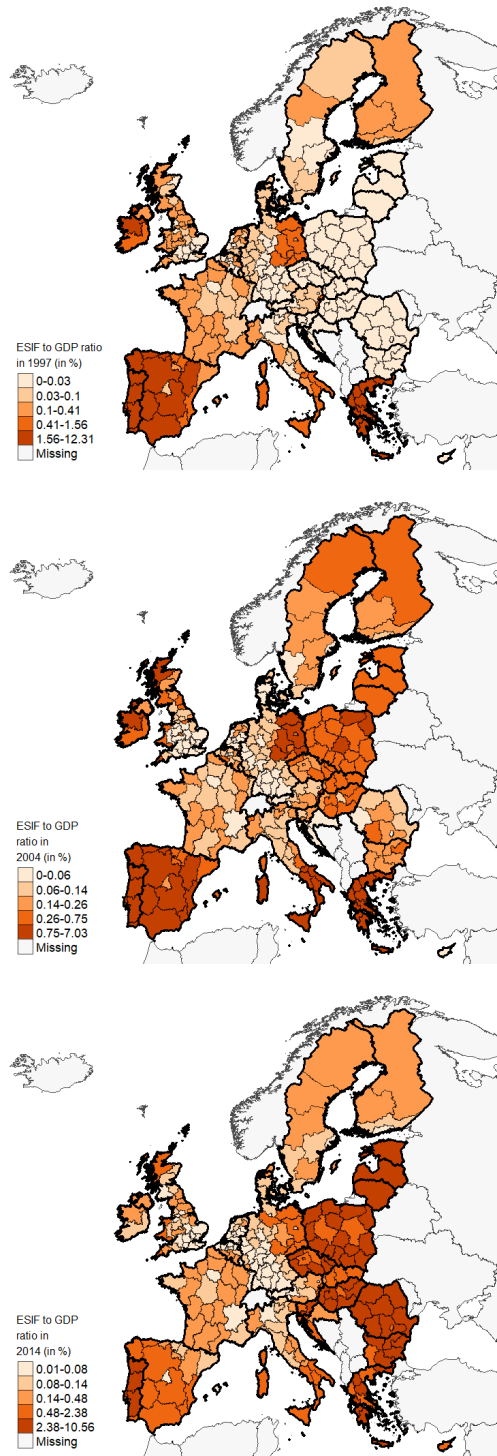 ESIF to GDP ratio
in 1997 (in %)
0-0.03
0.03-0.1
0.1-0.41
0.41-1.56
1.56-12.31
Missing
ESIF to GDP
ratio in
2004 (in %)
0-0.06
0.06-0.14
0.14-0.26
0.26-0.75
0.75-7.03
Missing
ESIF to GDP
ratio in
2014 (in %)
0.01-0.08
0.08-0.14
0.14-0.48
0.48-2.38
2.38-10.56
Missing